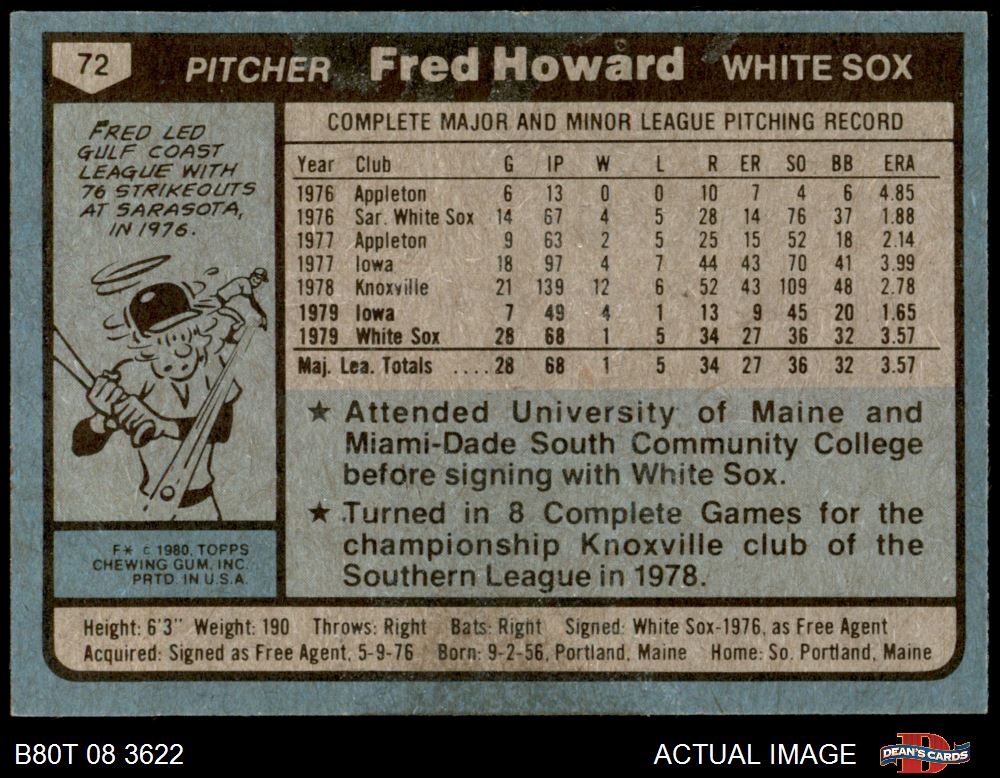 72 PITCHER Fred Howard WHITE SOX
FRED LED
GULF COAST
LEAGUE WITH
76 STRIKEOUTS
AT SARASOTA,
IN 1976.
COMPLETE MAJOR AND MINOR LEAGUE PITCHING RECORD
Year Club G IP W L R ER SO BB ERA
1976 Appleton 6 13 0 0 10 7 4 6 4.85
1976 Sar. White Sox 14 67 4 5 28 14 76 37 1.88
1977 Appleton 9 63 2 5 25 15 52 18 2.14
1977 Iowa 18 97 4 7 44 43 70 41 3.99
1978 Knoxville 21 139 12 6 52 43 109 48 2.78
1979 Iowa 7 49 4 1 13 9 45 20 1.65
1979 White Sox 28 68 1 5 34 27 36 32 3.57
Maj. Lea. Totals ....28 68 1 5 34 27 36 32 3.57
★ Attended University of Maine and
Miami-Dade South Community College
before signing with White Sox.
★ Turned in 8 Complete Games for the
championship Knoxville club of the
Southern League in 1978.
F* © 1980, TOPPS
CHEWING GUM, INC.
PRTD. IN U.S.A.
Height: 6'3" Weight: 190 Throws: Right Bats: Right Signed: White Sox-1976, as Free Agent
Acquired: Signed as Free Agent, 5-9-76 Born: 9-2-56, Portland, Maine Home: So. Portland, Maine
B80T 08 3622 ACTUAL IMAGE DEAN'S CARDS